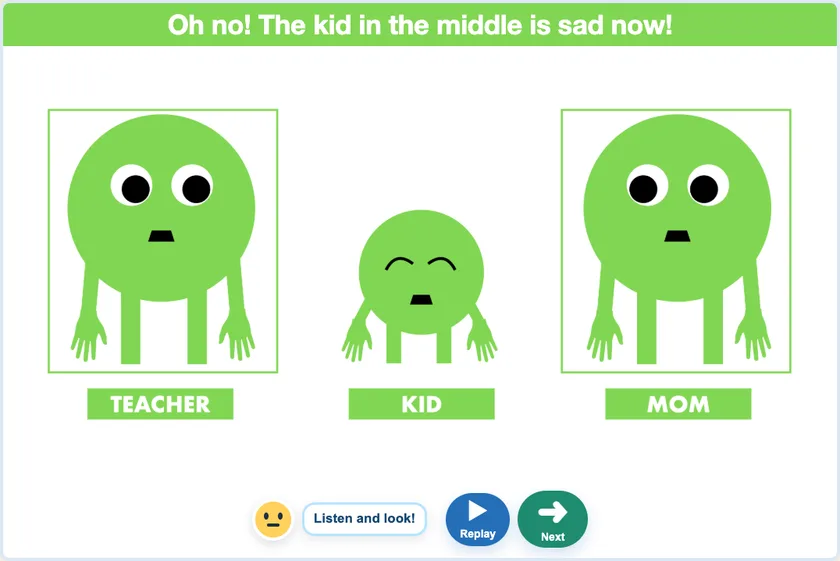 Oh no! The kid in the middle is sad now!
TEACHER
KID
MOM
Listen and look!
Replay
Next